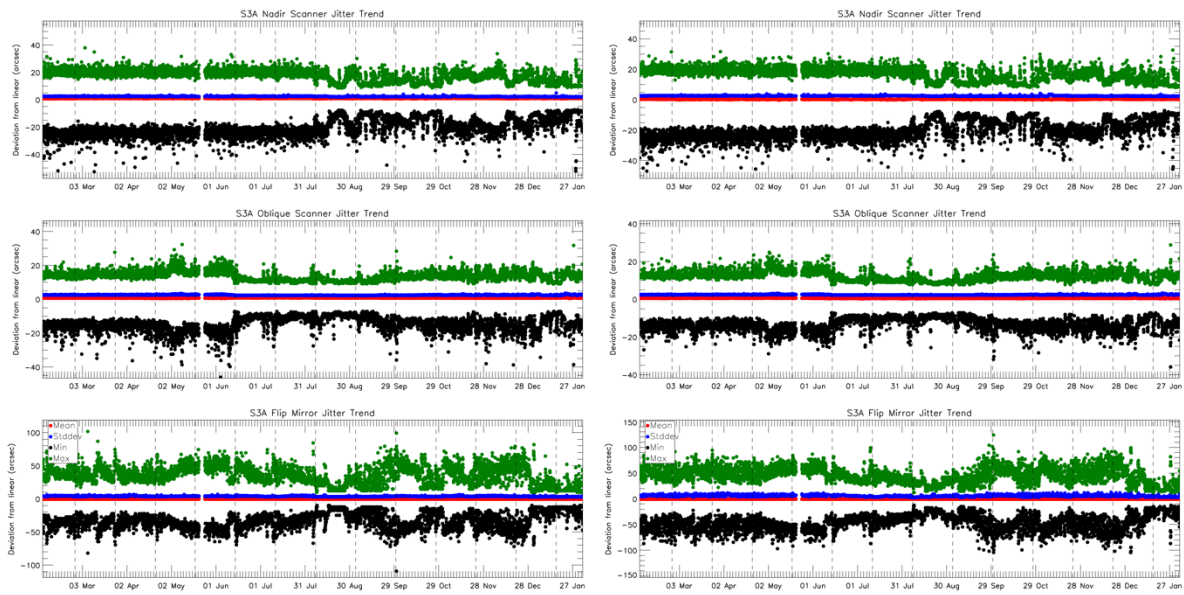 S3A Nadir Scanner Jitter Trend
Deviation from linear (arcsec)
40
20
0
-20
-40
03 Mar 02 Apr 02 May 01 Jun 01 Jul 31 Jul 30 Aug 29 Sep 29 Oct 28 Nov 28 Dec 27 Jan
S3A Nadir Scanner Jitter Trend
Deviation from linear (arcsec)
40
20
0
-20
-40
03 Mar 02 Apr 02 May 01 Jun 01 Jul 31 Jul 30 Aug 29 Sep 29 Oct 28 Nov 28 Dec 27 Jan
S3A Oblique Scanner Jitter Trend
Deviation from linear (arcsec)
40
20
0
-20
-40
03 Mar 02 Apr 02 May 01 Jun 01 Jul 31 Jul 30 Aug 29 Sep 29 Oct 28 Nov 28 Dec 27 Jan
S3A Oblique Scanner Jitter Trend
Deviation from linear (arcsec)
40
20
0
-20
-40
03 Mar 02 Apr 02 May 01 Jun 01 Jul 31 Jul 30 Aug 29 Sep 29 Oct 28 Nov 28 Dec 27 Jan
S3A Flip Mirror Jitter Trend
Deviation from linear (arcsec)
100
50
0
-50
-100
Mean
Stddev
Min
Max
03 Mar 02 Apr 02 May 01 Jun 01 Jul 31 Jul 30 Aug 29 Sep 29 Oct 28 Nov 28 Dec 27 Jan
S3A Flip Mirror Jitter Trend
Deviation from linear (arcsec)
150
100
50
0
-50
-100
-150
Mean
Stddev
Min
Max
03 Mar 02 Apr 02 May 01 Jun 01 Jul 31 Jul 30 Aug 29 Sep 29 Oct 28 Nov 28 Dec 27 Jan